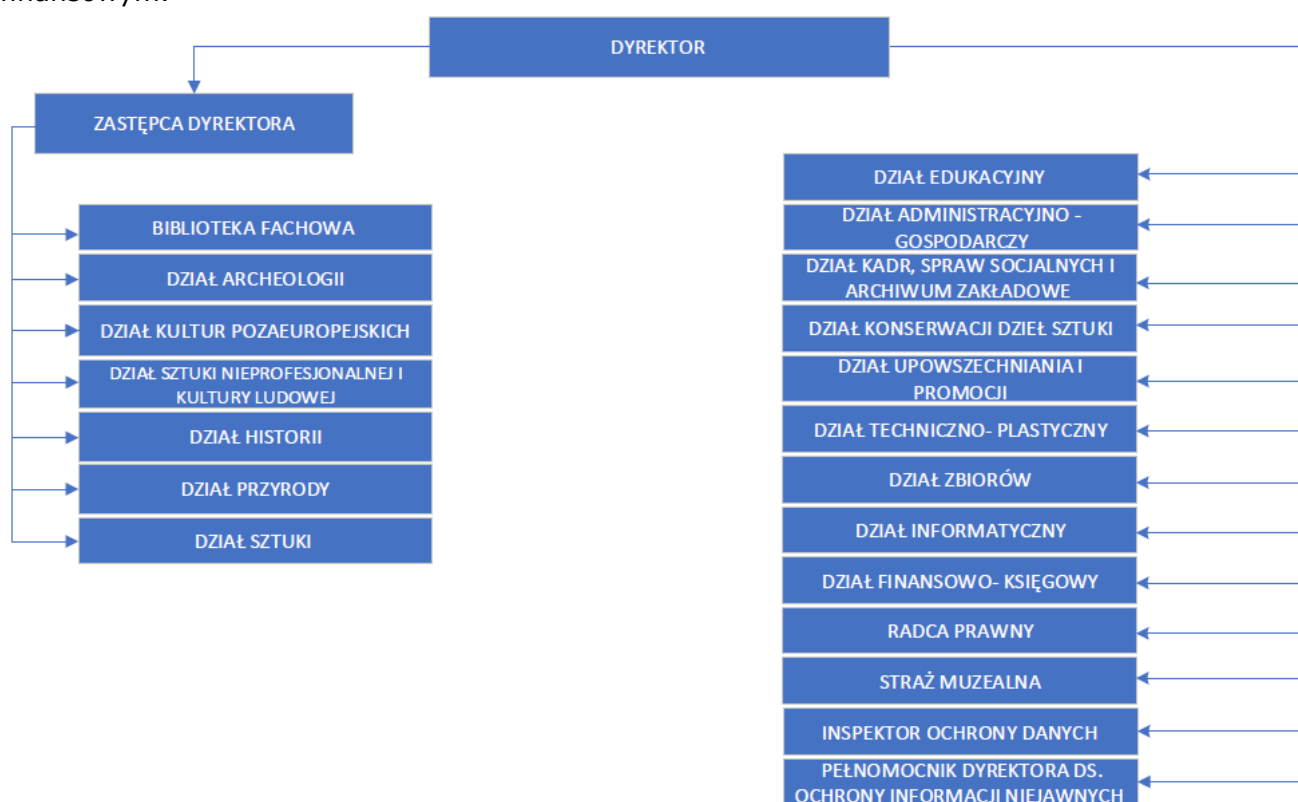 DYREKTOR
ZASTĘPCA DYREKTORA
BIBLIOTEKA FACHOWA
DZIAŁ ARCHEOLOGII
DZIAŁ KULTUR POZAEUROPEJSKICH
DZIAŁ SZTUKI NIEPROFESJONALNEJ I
KULTURY LUDOWEJ
DZIAŁ HISTORII
DZIAŁ PRZYRODY
DZIAŁ SZTUKI
DZIAŁ EDUKACYJNY
DZIAŁ ADMINISTRACYJNO -
GOSPODARCZY
DZIAŁ KADR, SPRAW SOCJALNYCH I
ARCHIWUM ZAKŁADOWE
DZIAŁ KONSERWACJI DZIEŁ SZTUKI
DZIAŁ UPOWSZECHNIANIA I
PROMOCJI
DZIAŁ TECHNICZNO- PLASTYCZNY
DZIAŁ ZBIORÓW
DZIAŁ INFORMATYCZNY
DZIAŁ FINANSOWO- KSIĘGOWY
RADCA PRAWNY
STRAŻ MUZEALNA
INSPEKTOR OCHRONY DANYCH
PEŁNOMOCNIK DYREKTORA DS.
OCHRONY INFORMACJI NIEJAWNYCH